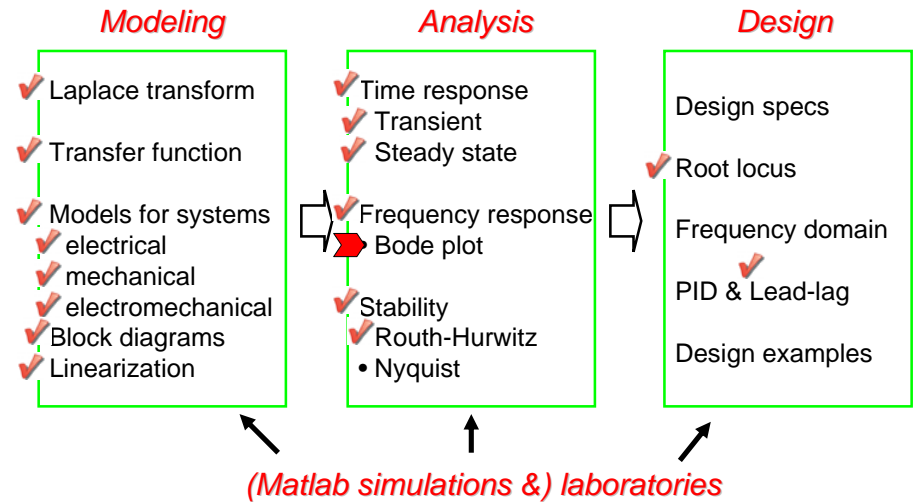 Modeling
Laplace transform
Transfer function
Models for systems
electrical
mechanical
electromechanical
Block diagrams
Linearization
Analysis
Time response
Transient
Steady state
Frequency response
• Bode plot
Stability
Routh-Hurwitz
• Nyquist
Design
Design specs
Root locus
Frequency domain
PID & Lead-lag
Design examples
(Matlab simulations &) laboratories